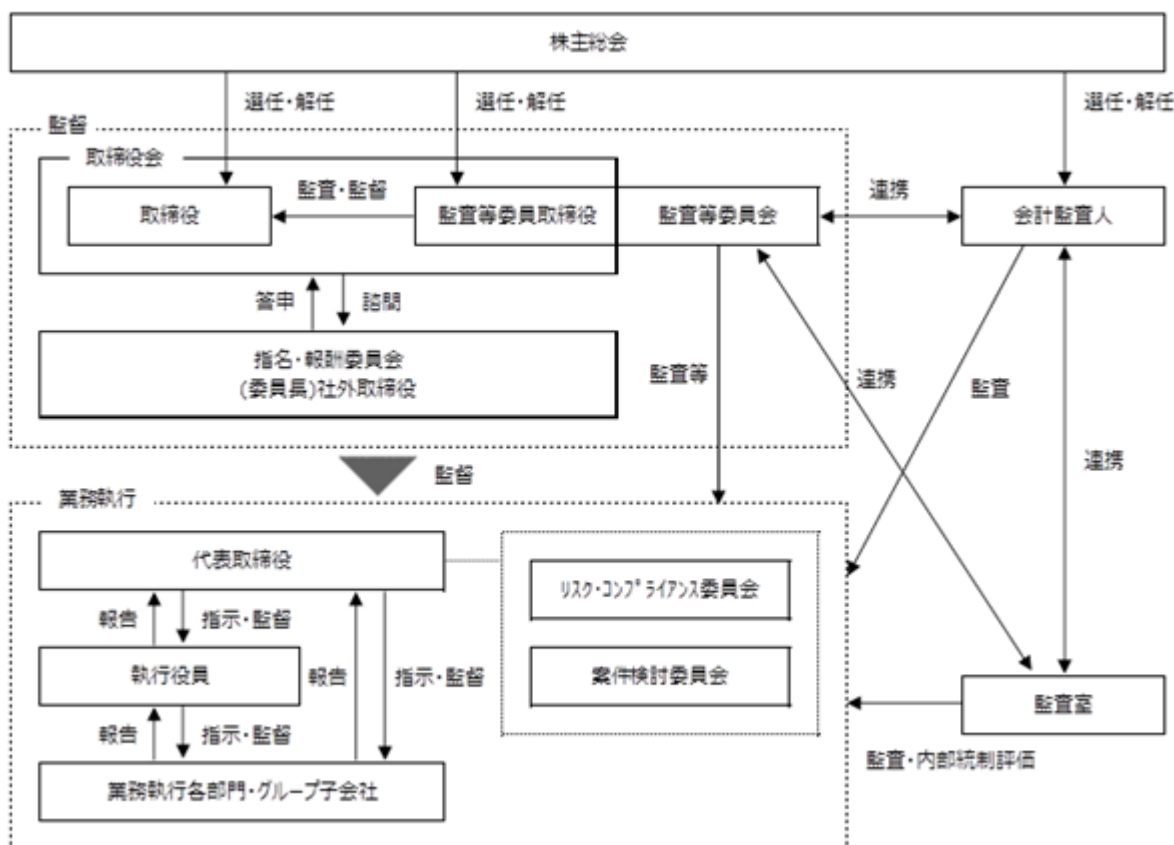 株主総会
選任・解任
選任・解任
選任・解任
監督
取締役会
取締役
監査・監督
監査等委員取締役
監査等委員会
連携
会計監査人
答申
諮問
指名・報酬委員会
(委員長)社外取締役
監査等
連携
監査
連携
監督
業務執行
代表取締役
リスク・コンプライアンス委員会
報告
指示・監督
執行役員
報告
指示・監督
案件検討委員会
監査室
報告
指示・監督
監査・内部統制評価
業務執行各部門・グループ子会社